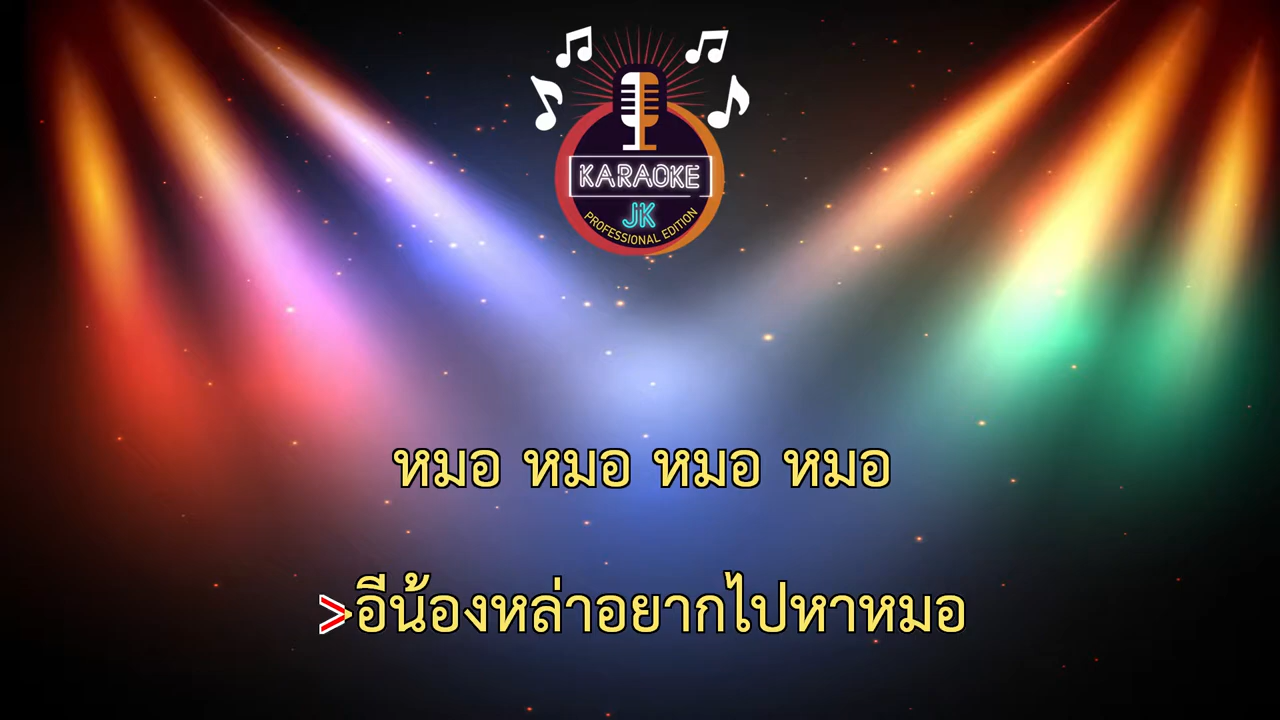 KARAOKE
JK
PROFESSIONAL EDITION
หมอ หมอ หมอ หมอ
>อีน้องหล่าอยากไปหาหมอ